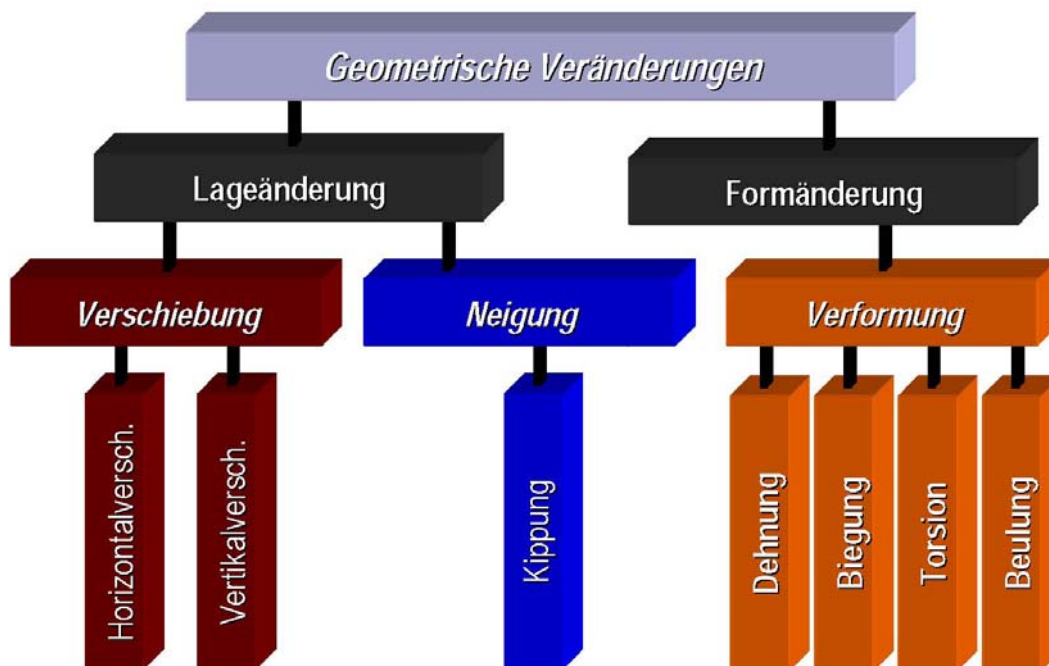 Geometrische Veränderungen
Lageänderung
Formänderung
Verschiebung
Neigung
Verformung
Horizontalversch.
Vertikalversch.
Kippung
Dehnung
Biegung
Torsion
Beulung